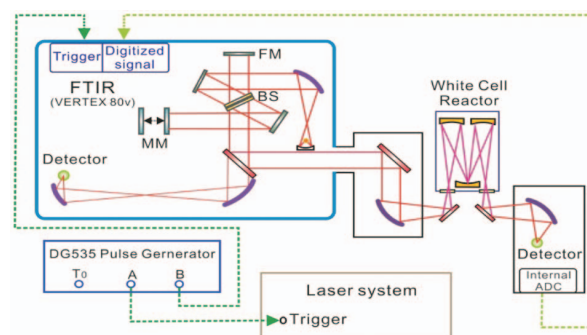 Trigger
Digitized
signal
FTIR
(VERTEX 80v)
FM
BS
MM
Detector
White Cell
Reactor
Detector
Internal
ADC
DG535 Pulse Gernerator
T0
A
B
Laser system
Trigger